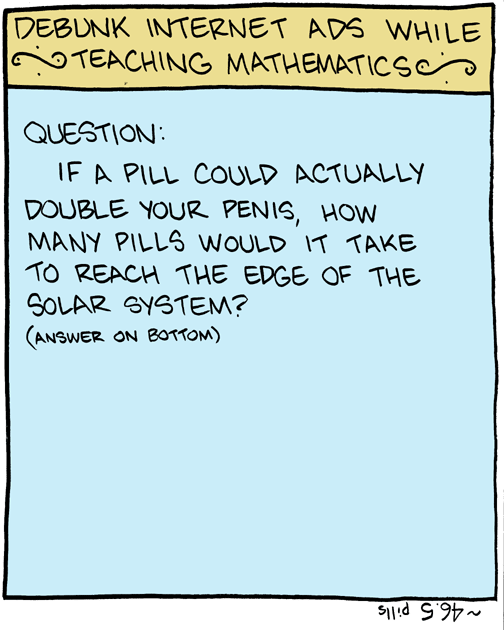 DEBUNK INTERNET ADS WHILE
TEACHING MATHEMATICS
QUESTION:
IF A PILL COULD ACTUALLY
DOUBLE YOUR PENIS, HOW
MANY PILLS WOULD IT TAKE
TO REACH THE EDGE OF THE
SOLAR SYSTEM?
(ANSWER ON BOTTOM)
~46.5 pills